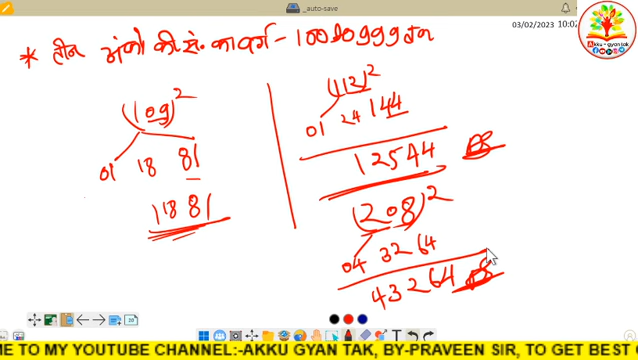 _auto-save
03/02/2023 10:02
Akku - gyan tak
* तीन अंकों की सं. का वर्ग - 100 से 999 तक
(109)²
01 18 81
11881
(112)²
01 24 144
12544
(208)²
04 32 64
43264
ME TO MY YOUTUBE CHANNEL:-AKKU GYAN TAK, BY-PRAVEEN SIR, TO GET BEST